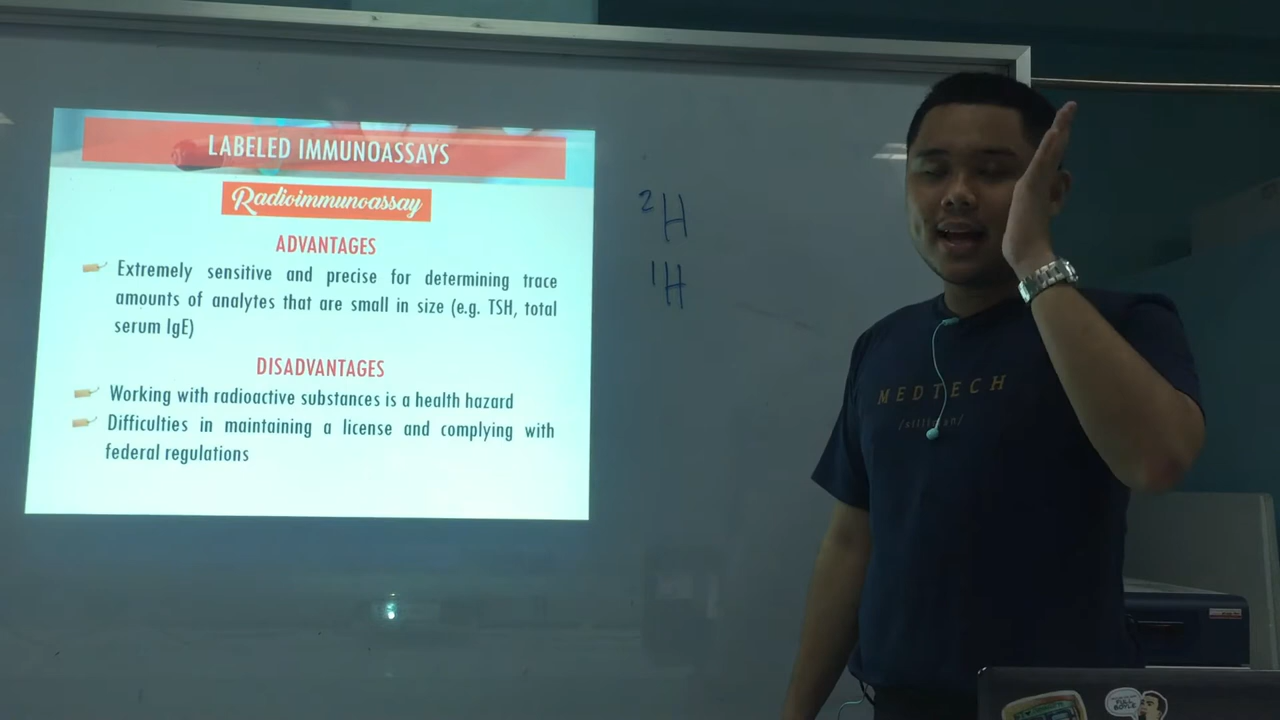 LABELED IMMUNOASSAYS
Radioimmunoassay
ADVANTAGES
Extremely sensitive and precise for determining trace
amounts of analytes that are small in size (e.g. TSH, total
serum IgE)
DISADVANTAGES
Working with radioactive substances is a health hazard
Difficulties in maintaining a license and complying with
federal regulations
²H
¹H
MEDTECH